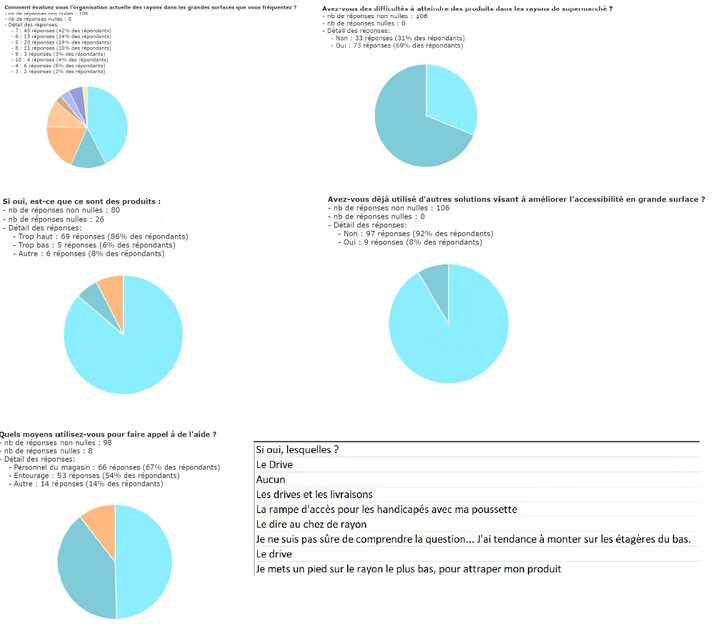 Comment évaluez vous l'organisation actuelle des rayons dans les grandes surfaces que vous fréquentez ?
- nb de réponses non nulles : 106
- nb de réponses nulles : 0
- Détail des réponses:
- 7 : 45 réponses (42% des répondants)
- 6 : 15 réponses (14% des répondants)
- 5 : 20 réponses (19% des répondants)
- 8 : 11 réponses (10% des répondants)
- 9 : 3 réponses (3% des répondants)
- 10 : 4 réponses (4% des répondants)
- 4 : 6 réponses (6% des répondants)
- 3 : 2 réponses (2% des répondants)
Avez-vous des difficultés à atteindre des produits dans les rayons de supermarché ?
- nb de réponses non nulles : 106
- nb de réponses nulles : 0
- Détail des réponses:
- Non : 33 réponses (31% des répondants)
- Oui : 73 réponses (69% des répondants)
Si oui, est-ce que ce sont des produits :
- nb de réponses non nulles : 80
- nb de réponses nulles : 26
- Détail des réponses:
- Trop haut : 69 réponses (86% des répondants)
- Trop bas : 5 réponses (6% des répondants)
- Autre : 6 réponses (8% des répondants)
Avez-vous déjà utilisé d'autres solutions visant à améliorer l'accessibilité en grande surface ?
- nb de réponses non nulles : 106
- nb de réponses nulles : 0
- Détail des réponses:
- Non : 97 réponses (92% des répondants)
- Oui : 9 réponses (8% des répondants)
Quels moyens utilisez-vous pour faire appel à de l'aide ?
- nb de réponses non nulles : 98
- nb de réponses nulles : 8
- Détail des réponses:
- Personnel du magasin : 66 réponses (67% des répondants)
- Entourage : 53 réponses (54% des répondants)
- Autre : 14 réponses (14% des répondants)
Si oui, lesquelles ?
Le Drive
Aucun
Les drives et les livraisons
La rampe d'accès pour les handicapés avec ma poussette
Le dire au chez de rayon
Je ne suis pas sûre de comprendre la question... J'ai tendance à monter sur les étagères du bas.
Le drive
Je mets un pied sur le rayon le plus bas, pour attraper mon produit